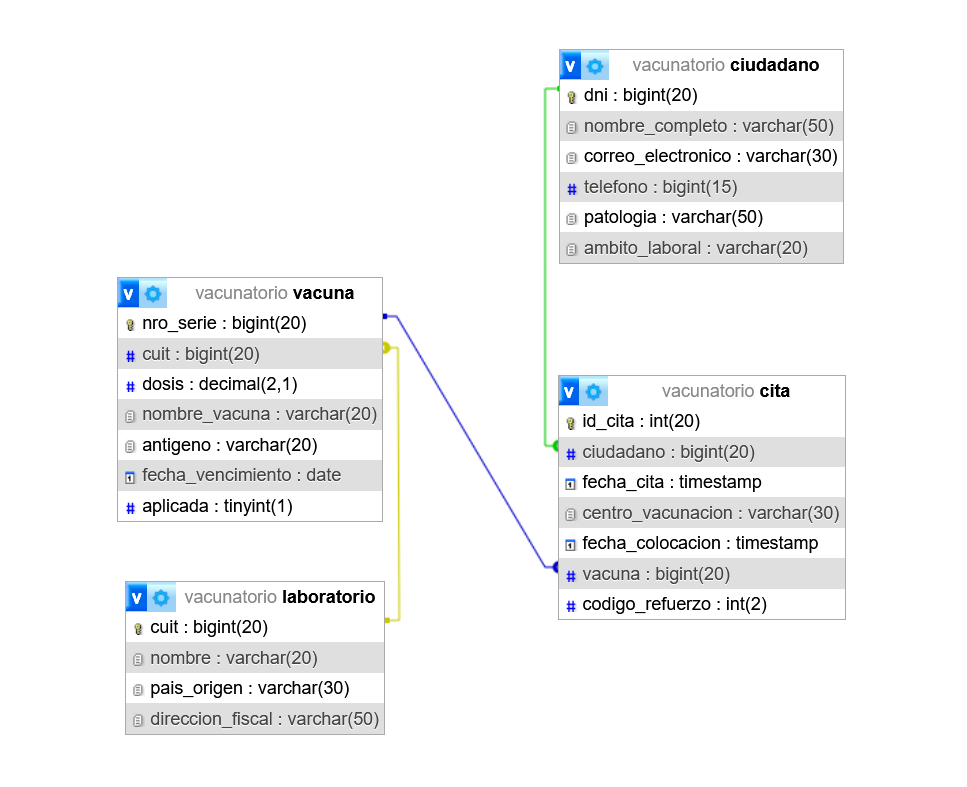 v vacunatorio ciudadano
dni : bigint(20)
nombre_completo : varchar(50)
correo_electronico : varchar(30)
# telefono : bigint(15)
patologia : varchar(50)
ambito_laboral : varchar(20)
v vacunatorio vacuna
nro_serie : bigint(20)
# cuit : bigint(20)
# dosis : decimal(2,1)
nombre_vacuna : varchar(20)
antigeno : varchar(20)
fecha_vencimiento : date
# aplicada : tinyint(1)
v vacunatorio cita
id_cita : int(20)
# ciudadano : bigint(20)
fecha_cita : timestamp
centro_vacunacion : varchar(30)
fecha_colocacion : timestamp
# vacuna : bigint(20)
# codigo_refuerzo : int(2)
v vacunatorio laboratorio
cuit : bigint(20)
nombre : varchar(20)
pais_origen : varchar(30)
direccion_fiscal : varchar(50)